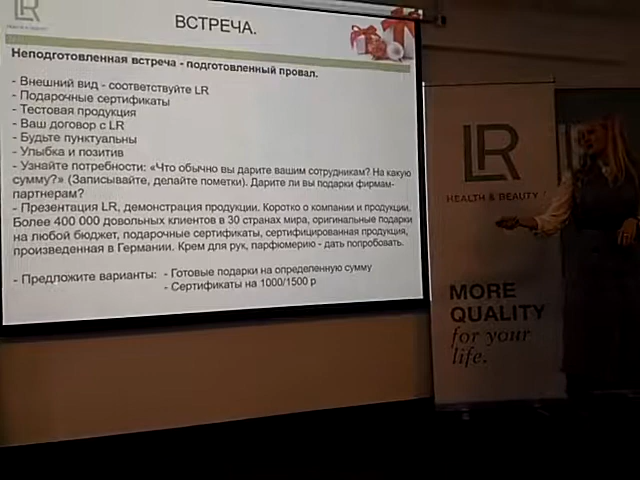 LR
HEALTH & BEAUTY
ВСТРЕЧА.
Неподготовленная встреча - подготовленный провал.
- Внешний вид - соответствуйте LR
- Подарочные сертификаты
- Тестовая продукция
- Ваш договор с LR
- Будьте пунктуальны
- Улыбка и позитив
- Узнайте потребности: «Что обычно вы дарите вашим сотрудникам? На какую
сумму?» (Записывайте, делайте пометки). Дарите ли вы подарки фирмам-
партнерам?
- Презентация LR, демонстрация продукции. Коротко о компании и продукции.
Более 400 000 довольных клиентов в 30 странах мира, оригинальные подарки
на любой бюджет, подарочные сертификаты, сертифицированная продукция,
произведенная в Германии. Крем для рук, парфюмерию - дать попробовать.
- Предложите варианты: - Готовые подарки на определенную сумму
- Сертификаты на 1000/1500 р
LR
HEALTH & BEAUTY
MORE
QUALITY
for your
life.